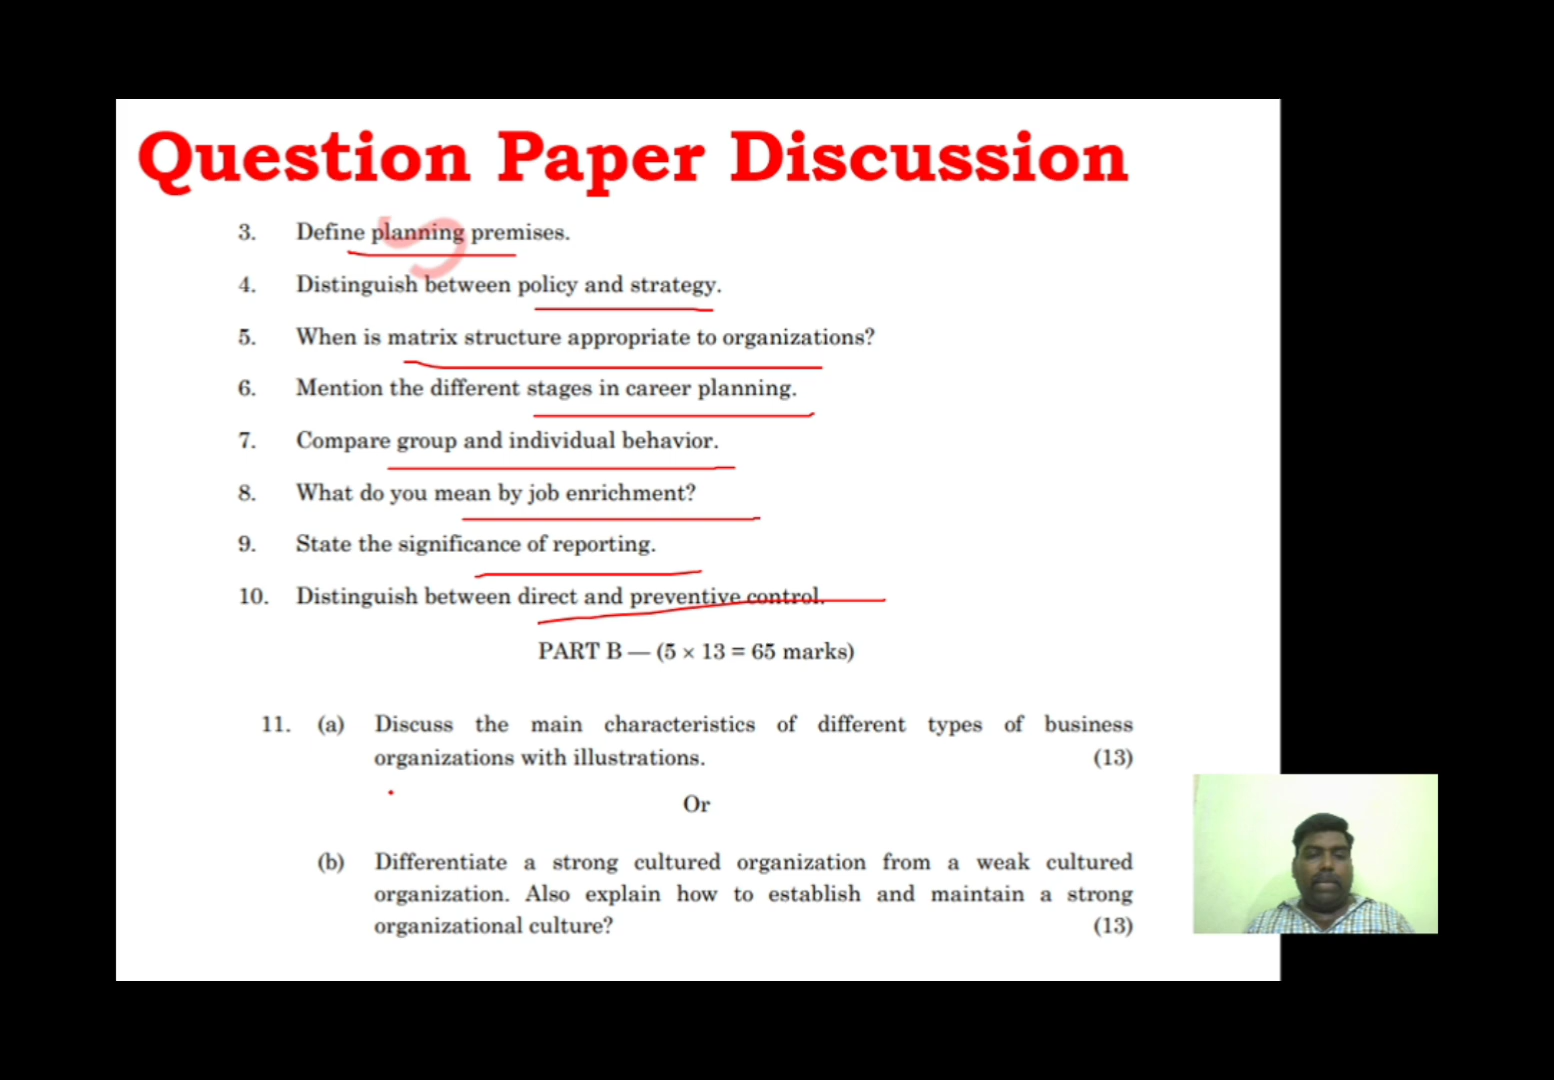 Question Paper Discussion
3. Define planning premises.
4. Distinguish between policy and strategy.
5. When is matrix structure appropriate to organizations?
6. Mention the different stages in career planning.
7. Compare group and individual behavior.
8. What do you mean by job enrichment?
9. State the significance of reporting.
10. Distinguish between direct and preventive control.
PART B — (5 × 13 = 65 marks)
11. (a) Discuss the main characteristics of different types of business
organizations with illustrations. (13)
Or
(b) Differentiate a strong cultured organization from a weak cultured
organization. Also explain how to establish and maintain a strong
organizational culture? (13)